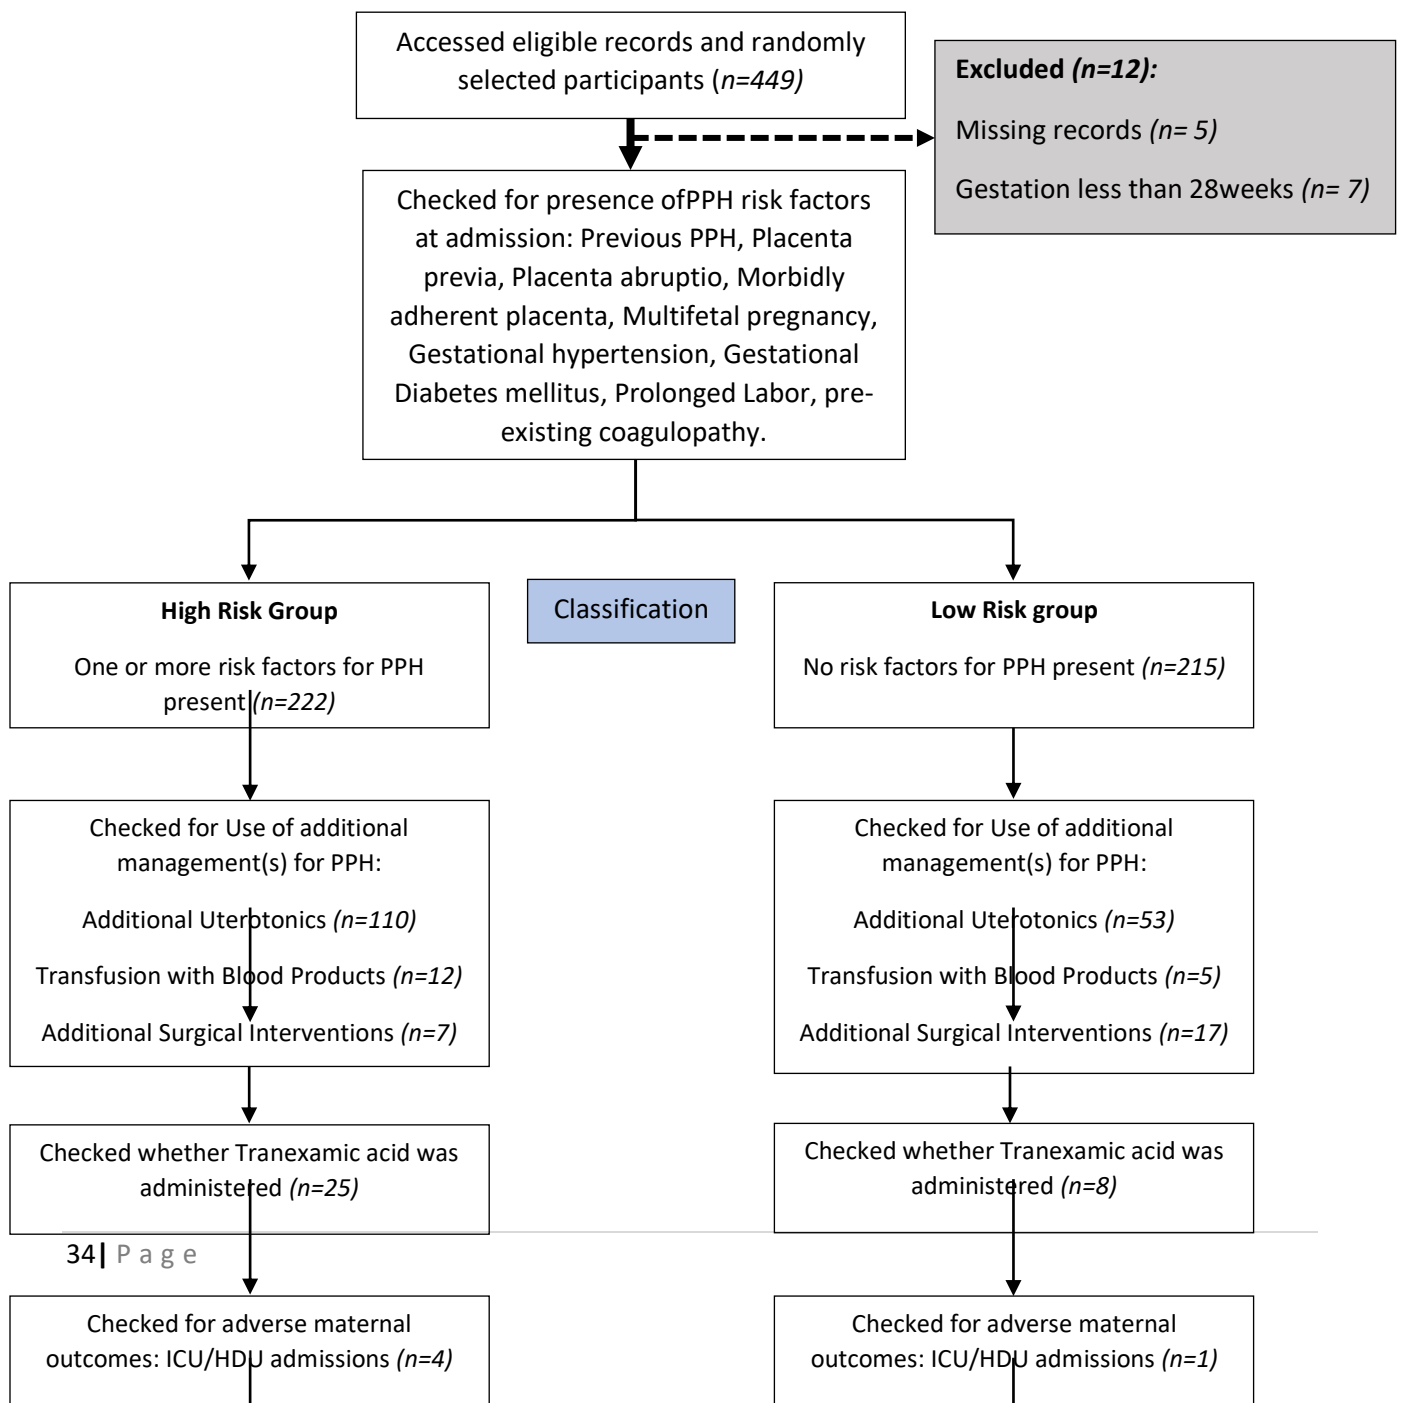 Accessed eligible records and randomly
selected participants (n=449)
Excluded (n=12):
Missing records (n= 5)
Gestation less than 28weeks (n= 7)
Checked for presence ofPPH risk factors
at admission: Previous PPH, Placenta
previa, Placenta abruptio, Morbidly
adherent placenta, Multifetal pregnancy,
Gestational hypertension, Gestational
Diabetes mellitus, Prolonged Labor, pre-
existing coagulopathy.
Classification
High Risk Group
One or more risk factors for PPH
present (n=222)
Low Risk group
No risk factors for PPH present (n=215)
Checked for Use of additional
management(s) for PPH:
Additional Uterotonics (n=110)
Transfusion with Blood Products (n=12)
Additional Surgical Interventions (n=7)
Checked for Use of additional
management(s) for PPH:
Additional Uterotonics (n=53)
Transfusion with Blood Products (n=5)
Additional Surgical Interventions (n=17)
Checked whether Tranexamic acid was
administered (n=25)
Checked whether Tranexamic acid was
administered (n=8)
34| Page
Checked for adverse maternal
outcomes: ICU/HDU admissions (n=4)
Checked for adverse maternal
outcomes: ICU/HDU admissions (n=1)